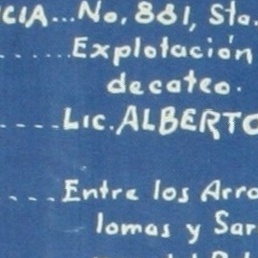 CIA...No. 881, Sta.
.....Explotación
decateo.
....Lic. ALBERTO
....Entre los Arro
lomas y Sar